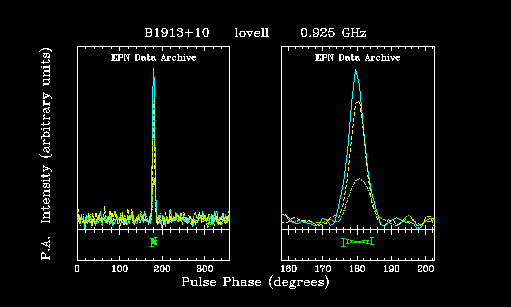 B1913+10 lovell 0.925 GHz
EPN Data Archive EPN Data Archive
Intensity (arbitrary units)
P.A.
0 100 200 300 160 170 180 190 200
Pulse Phase (degrees)